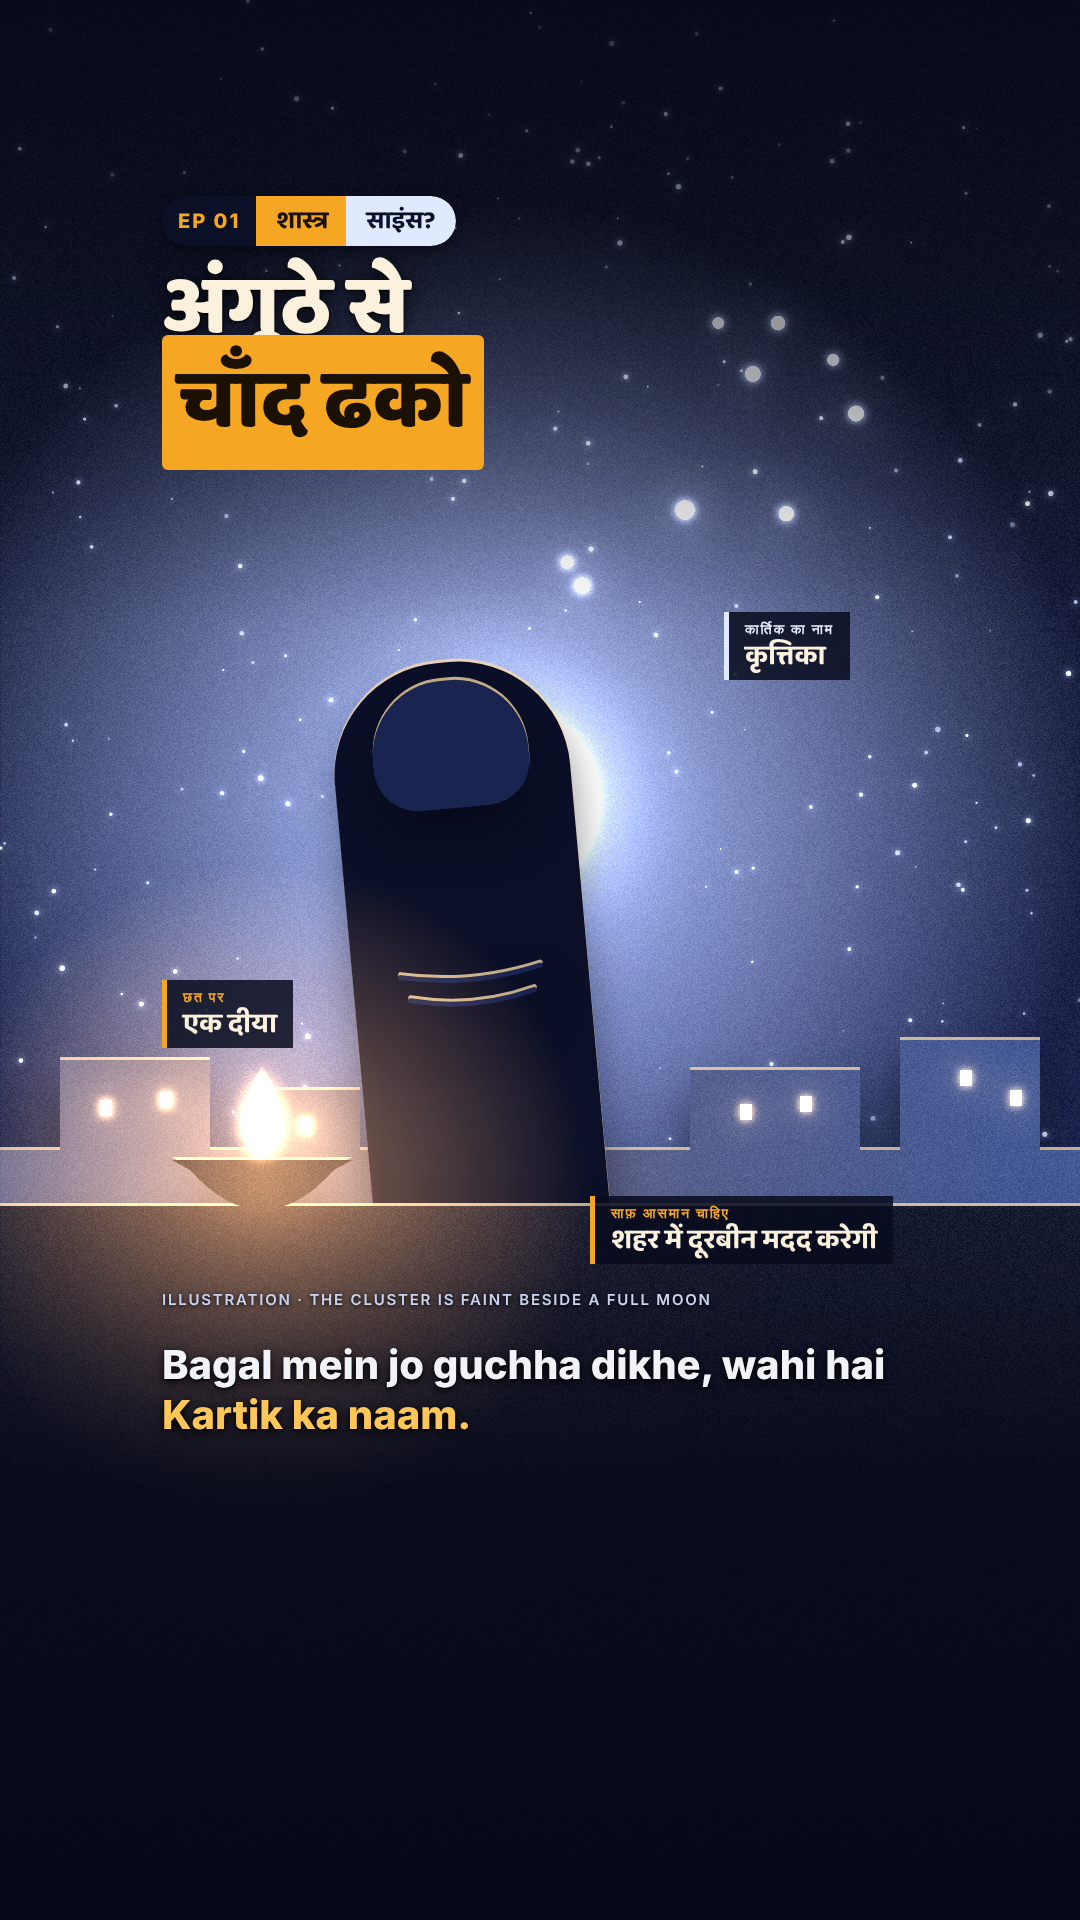 EP 01 शास्त्र साइंस?
अंगूठे से
चाँद ढको
कार्तिक का नाम
कृत्तिका
छत पर
एक दीया
साफ़ आसमान चाहिए
शहर में दूरबीन मदद करेगी
ILLUSTRATION · THE CLUSTER IS FAINT BESIDE A FULL MOON
Bagal mein jo guchha dikhe, wahi hai
Kartik ka naam.